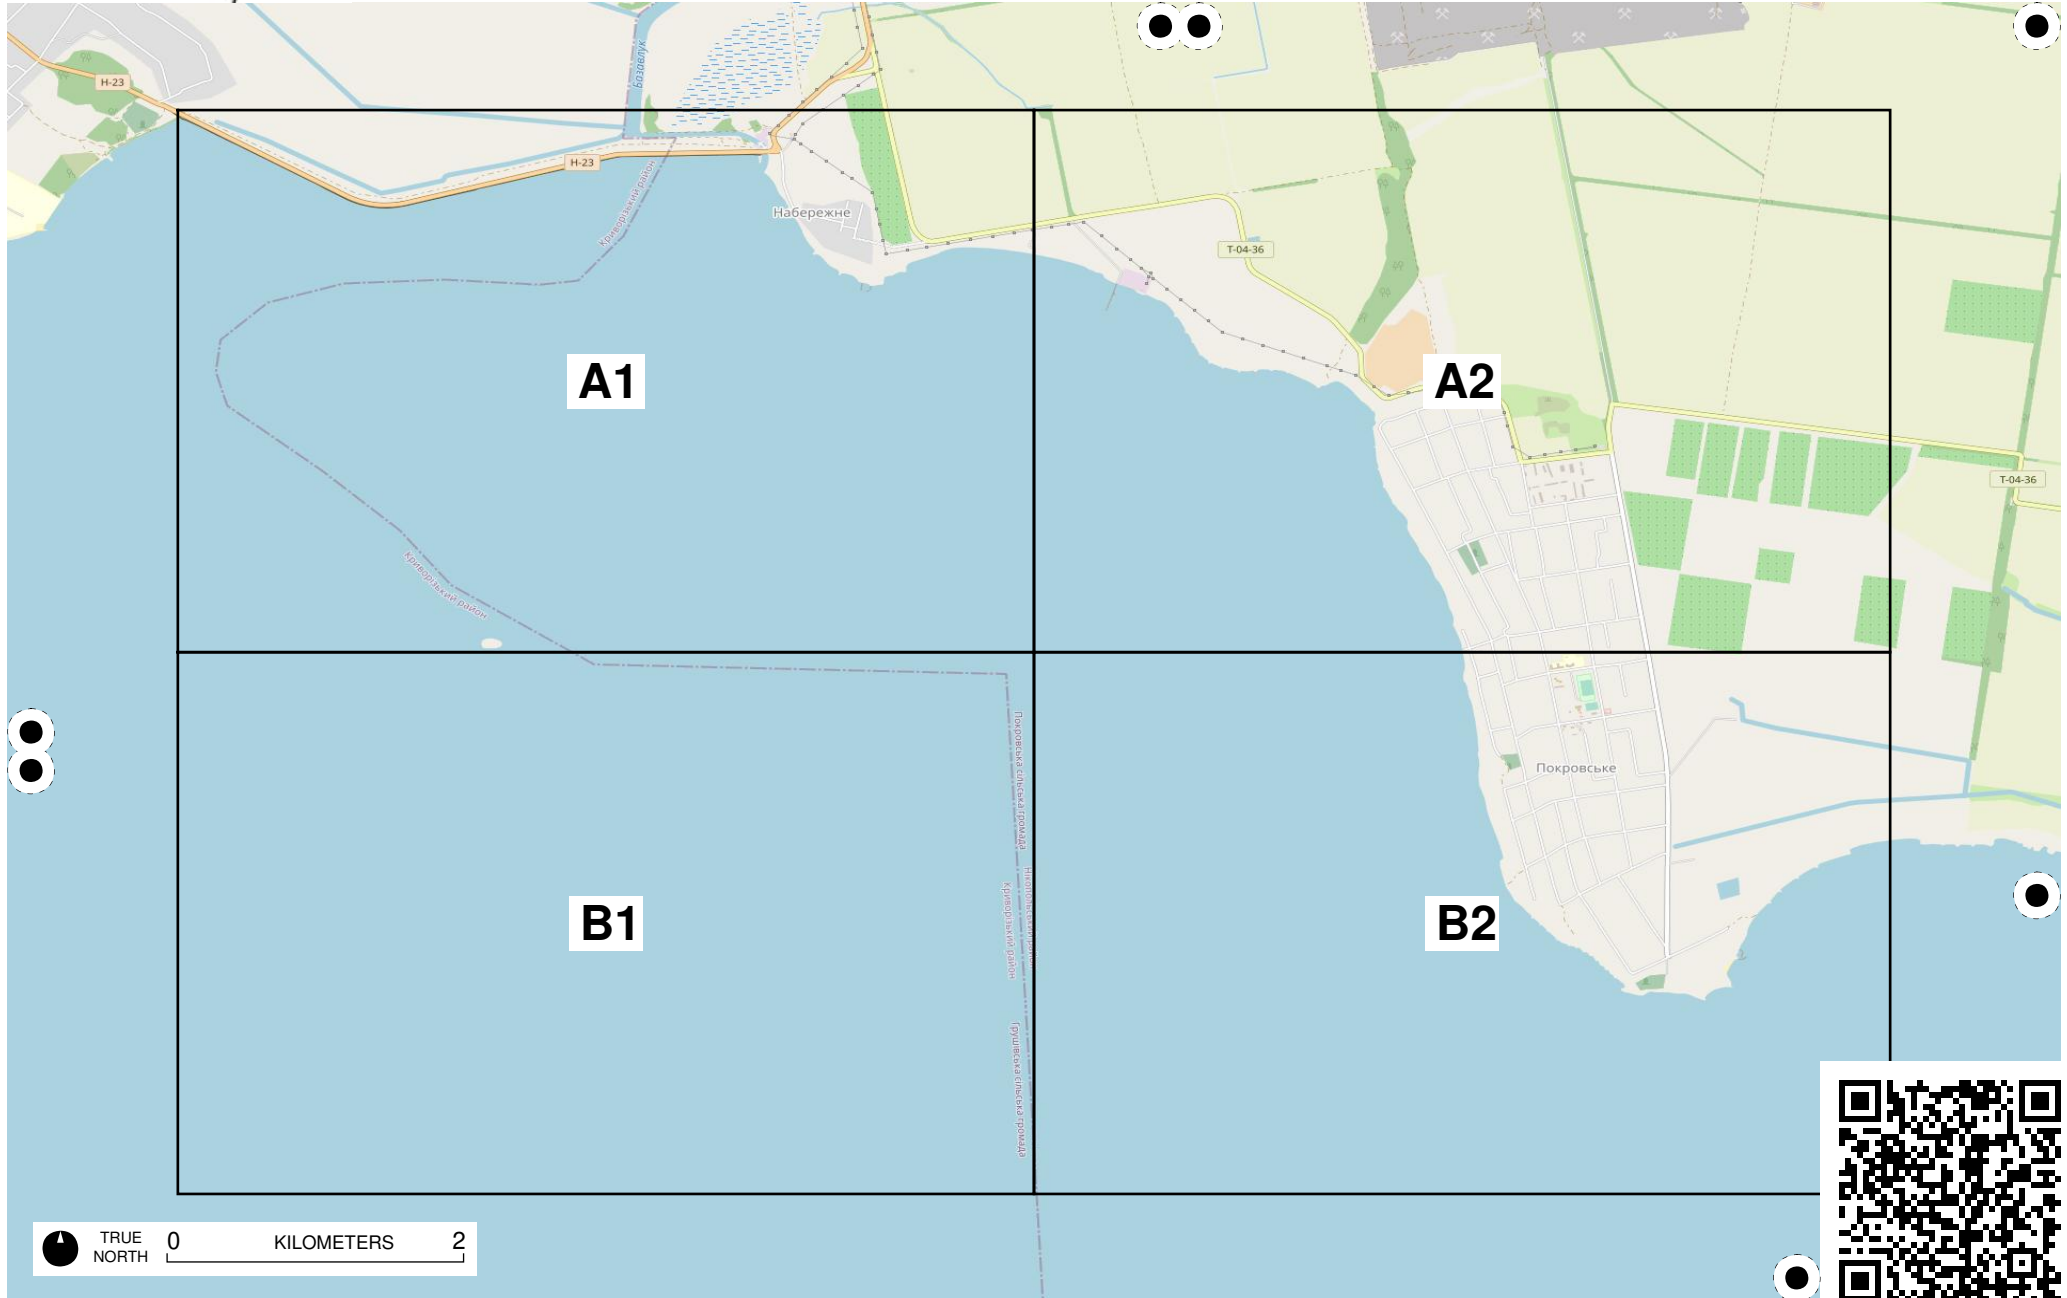 Базавлук
Н-23
Н-23
Криворізький район
Набережне
Т-04-36
A1
A2
Т-04-36
Криворізький район
Покровська сільська громада
Покровське
Нікопольський район
Криворізький район
B1
B2
Грушівська сільська громада
TRUE
NORTH
0 KILOMETERS 2